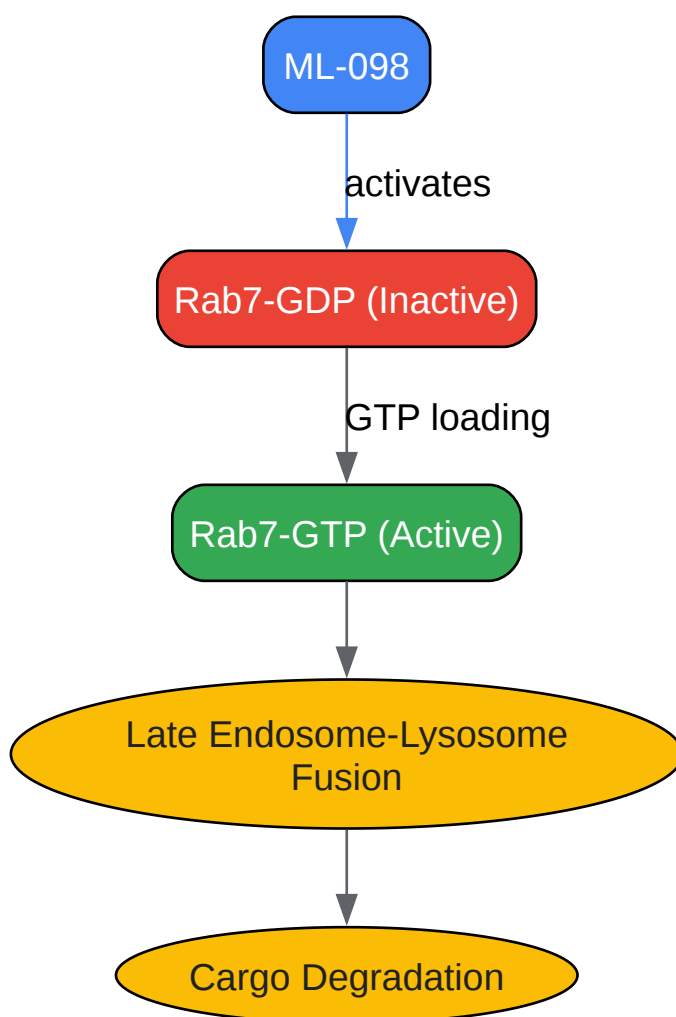 ML-098
activates
Rab7-GDP (Inactive)
GTP loading
Rab7-GTP (Active)
Late Endosome-Lysosome
Fusion
Cargo Degradation